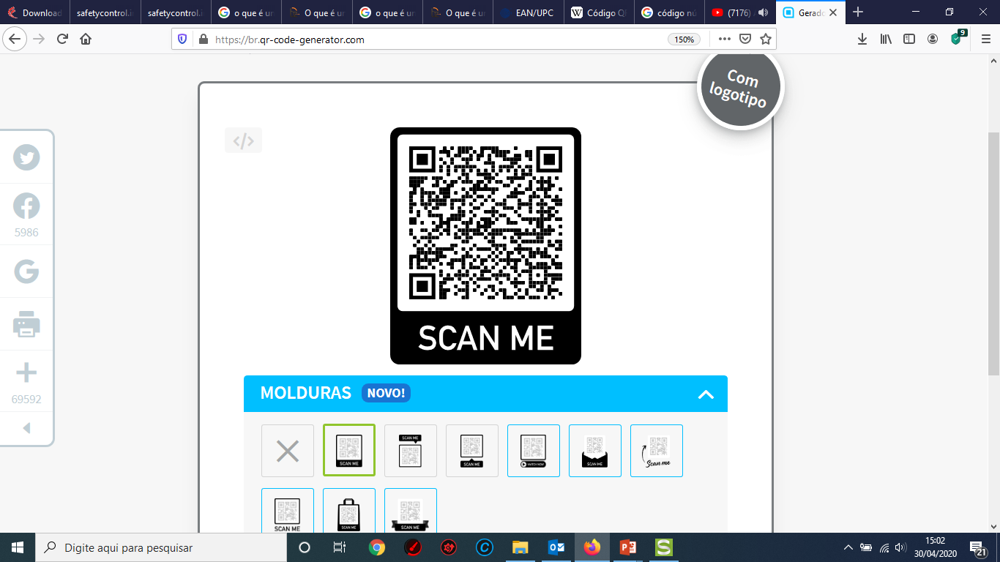 Download
safetycontrol.i
safetycontrol.i
o que é un
O que é ur
o que é ur
O que é ur
EAN/UPC
Código Q
código nú
(7176)
Gerado
https://br.qr-code-generator.com
150%
9
Com
logotipo
</>
5986
69592
SCAN ME
MOLDURAS NOVO!
SCAN ME
SCAN ME
SCAN ME
WATCH NOW
SCAN ME
Scan me
SCAN ME
SCAN ME
SCAN ME
Digite aqui para pesquisar
15:02
30/04/2020
21